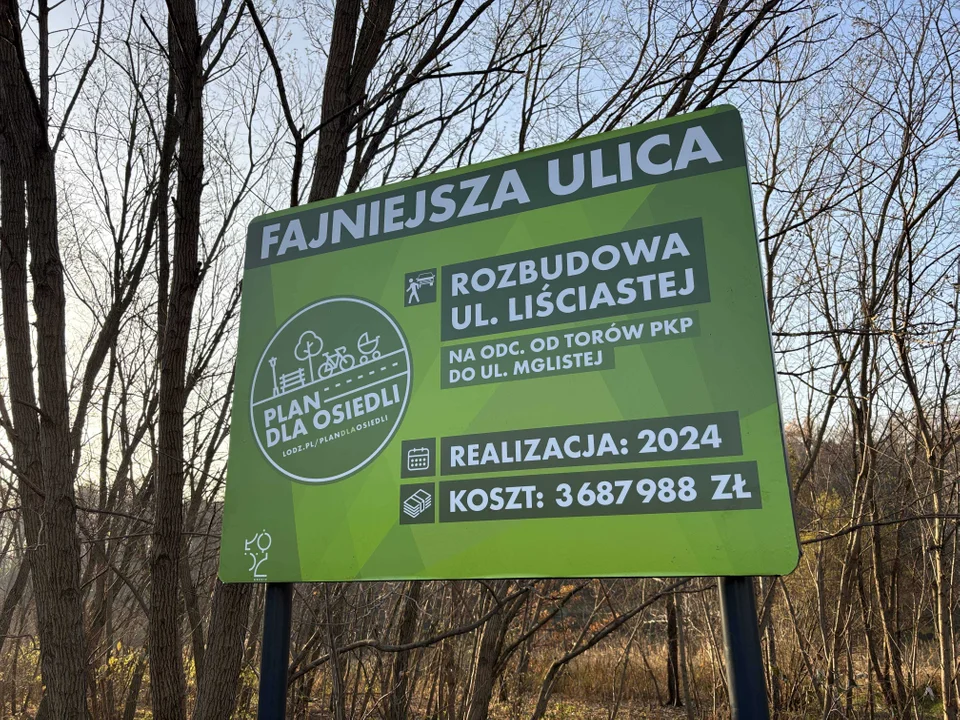 FAJNIEJSZA ULICA
ROZBUDOWA
UL. LIŚCIASTEJ
NA ODC. OD TORÓW PKP
DO UL. MGLISTEJ
PLAN
DLA OSIEDLI
LODZ.PL/PLANDLAOSIEDLI
REALIZACJA: 2024
KOSZT: 3 687 988 ZŁ